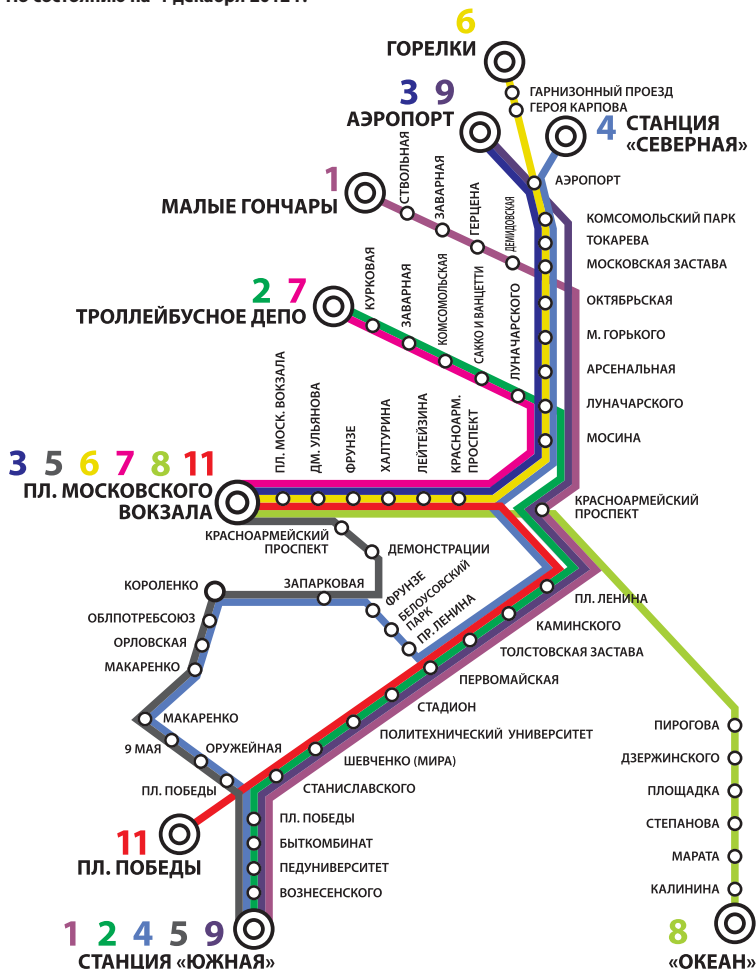 6
ГОРЕЛКИ
ГАРНИЗОННЫЙ ПРОЕЗД
ГЕРОЯ КАРПОВА
3 9
АЭРОПОРТ
4 СТАНЦИЯ
«СЕВЕРНАЯ»
АЭРОПОРТ
1
МАЛЫЕ ГОНЧАРЫ
СТВОЛЬНАЯ
ЗАВАРНАЯ
ГЕРЦЕНА
ДЕМИДОВСКАЯ
КОМСОМОЛЬСКИЙ ПАРК
ТОКАРЕВА
МОСКОВСКАЯ ЗАСТАВА
ОКТЯБРЬСКАЯ
М. ГОРЬКОГО
АРСЕНАЛЬНАЯ
ЛУНАЧАРСКОГО
МОСИНА
2 7
ТРОЛЛЕЙБУСНОЕ ДЕПО
КУРКОВАЯ
ЗАВАРНАЯ
КОМСОМОЛЬСКАЯ
САККО И ВАНЦЕТТИ
ЛУНАЧАРСКОГО
3 5 6 7 8 11
ПЛ. МОСКОВСКОГО
ВОКЗАЛА
ПЛ. МОСК. ВОКЗАЛА
ДМ. УЛЬЯНОВА
ФРУНЗЕ
ХАЛТУРИНА
ЛЕЙТЕЙЗИНА
КРАСНОАРМ.
ПРОСПЕКТ
КРАСНОАРМЕЙСКИЙ
ПРОСПЕКТ
КРАСНОАРМЕЙСКИЙ
ПРОСПЕКТ
ДЕМОНСТРАЦИИ
КОРОЛЕНКО
ЗАПАРКОВАЯ
ФРУНЗЕ
БЕЛОУСОВСКИЙ
ПАРК
ПР. ЛЕНИНА
ОБЛПОТРЕБСОЮЗ
ОРЛОВСКАЯ
МАКАРЕНКО
МАКАРЕНКО
9 МАЯ
ОРУЖЕЙНАЯ
ПЛ. ПОБЕДЫ
ПЛ. ЛЕНИНА
КАМИНСКОГО
ТОЛСТОВСКАЯ ЗАСТАВА
ПЕРВОМАЙСКАЯ
СТАДИОН
ПОЛИТЕХНИЧЕСКИЙ УНИВЕРСИТЕТ
ШЕВЧЕНКО (МИРА)
СТАНИСЛАВСКОГО
ПЛ. ПОБЕДЫ
БЫТКОМБИНАТ
ПЕДУНИВЕРСИТЕТ
ВОЗНЕСЕНСКОГО
11
ПЛ. ПОБЕДЫ
1 2 4 5 9
СТАНЦИЯ «ЮЖНАЯ»
ПИРОГОВА
ДЗЕРЖИНСКОГО
ПЛОЩАДКА
СТЕПАНОВА
МАРАТА
КАЛИНИНА
8
«ОКЕАН»